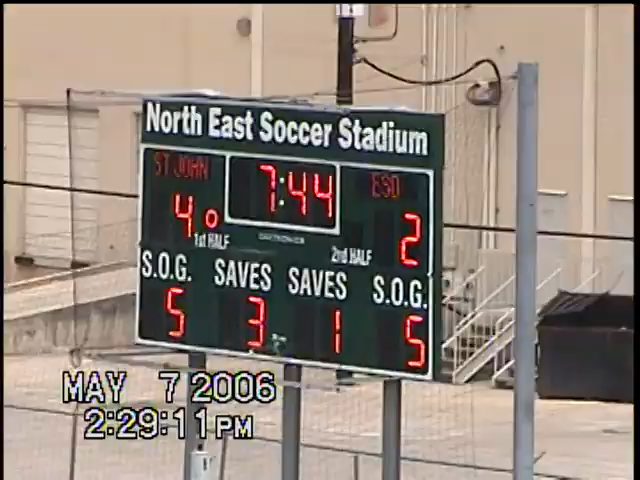 North East Soccer Stadium
ST JOHN 7:44 ESD
4 2
1st HALF 2nd HALF
DAKTRONICS
S.O.G. SAVES SAVES S.O.G.
5 3 1 5
MAY 7 2006
2:29:11 PM